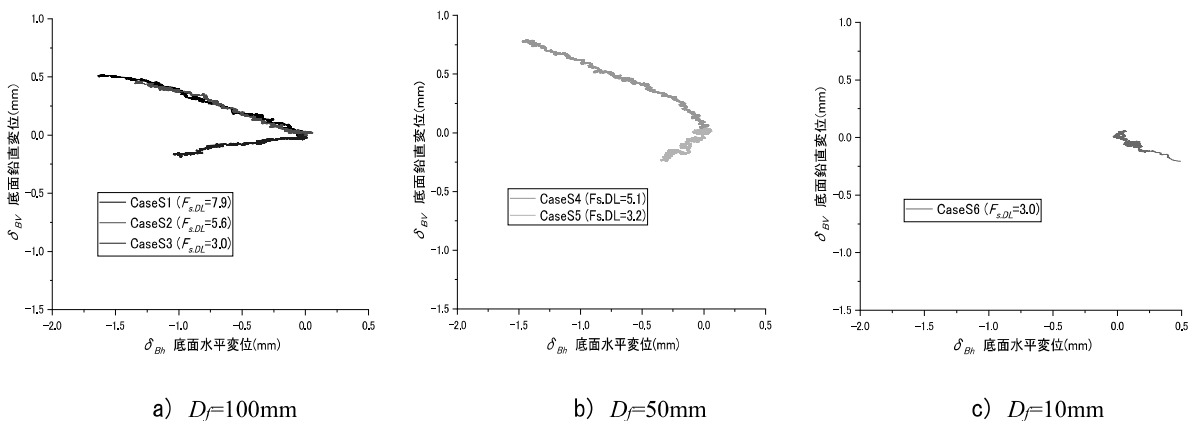 1.0
0.5
0.0
-0.5
-1.0
-1.5
δBV 底面鉛直変位(mm)
CaseS1 (Fs.DL=7.9)
CaseS2 (Fs.DL=5.6)
CaseS3 (Fs.DL=3.0)
-2.0 -1.5 -1.0 -0.5 0.0 0.5
δBh 底面水平変位(mm)
a) Df=100mm
1.0
0.5
0.0
-0.5
-1.0
-1.5
δBV 底面鉛直変位(mm)
CaseS4 (Fs.DL=5.1)
CaseS5 (Fs.DL=3.2)
-2.0 -1.5 -1.0 -0.5 0.0 0.5
δBh 底面水平変位(mm)
b) Df=50mm
1.0
0.5
0.0
-0.5
-1.0
-1.5
δBV 底面鉛直変位(mm)
CaseS6 (Fs.DL=3.0)
-2.0 -1.5 -1.0 -0.5 0.0 0.5
δBh 底面水平変位(mm)
c) Df=10mm